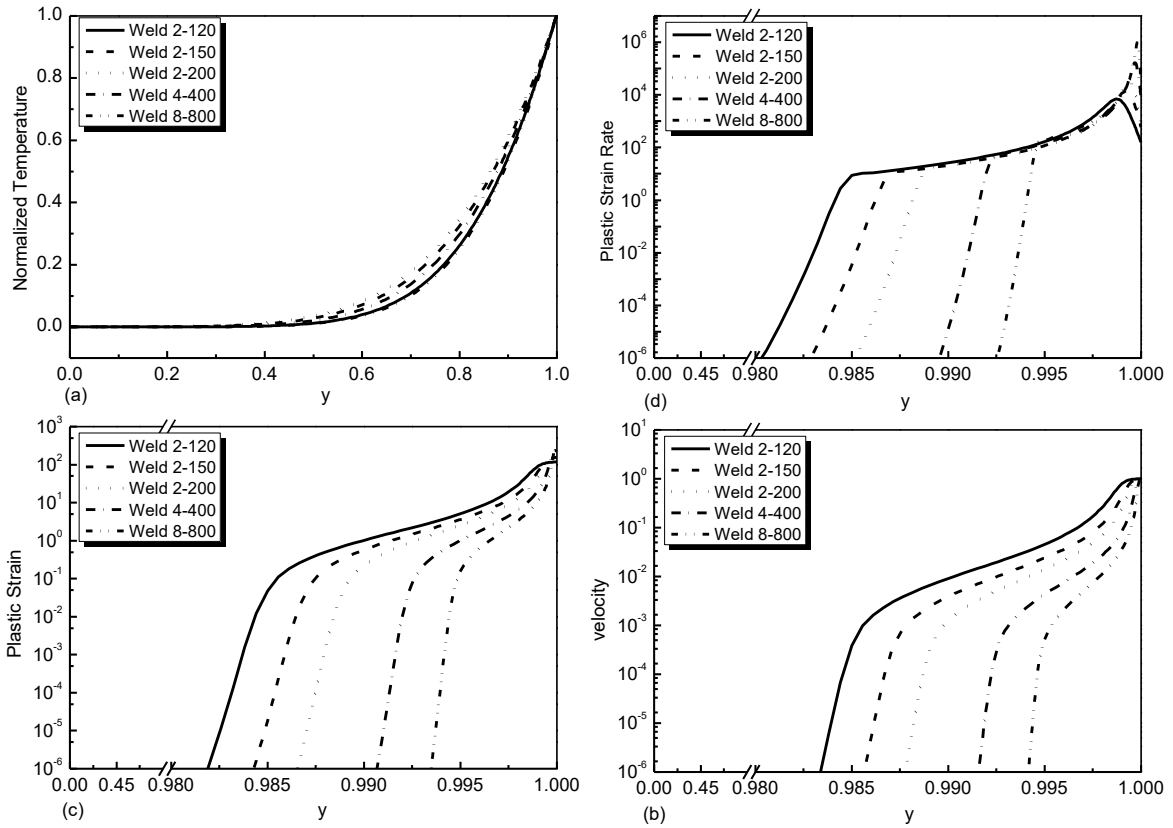 1.0
0.8
0.6
0.4
0.2
0.0
Normalized Temperature
Weld 2-120
Weld 2-150
Weld 2-200
Weld 4-400
Weld 8-800
0.0 0.2 0.4 0.6 0.8 1.0
(a) y
10^6
10^4
10^2
10^0
10^-2
10^-4
10^-6
Plastic Strain Rate
Weld 2-120
Weld 2-150
Weld 2-200
Weld 4-400
Weld 8-800
0.00 0.45 0.980 0.985 0.990 0.995 1.000
(d) y
10^3
10^2
10^1
10^0
10^-1
10^-2
10^-3
10^-4
10^-5
10^-6
Plastic Strain
Weld 2-120
Weld 2-150
Weld 2-200
Weld 4-400
Weld 8-800
0.00 0.45 0.980 0.985 0.990 0.995 1.000
(c) y
10^1
10^0
10^-1
10^-2
10^-3
10^-4
10^-5
10^-6
velocity
Weld 2-120
Weld 2-150
Weld 2-200
Weld 4-400
Weld 8-800
0.00 0.45 0.980 0.985 0.990 0.995 1.000
(b) y